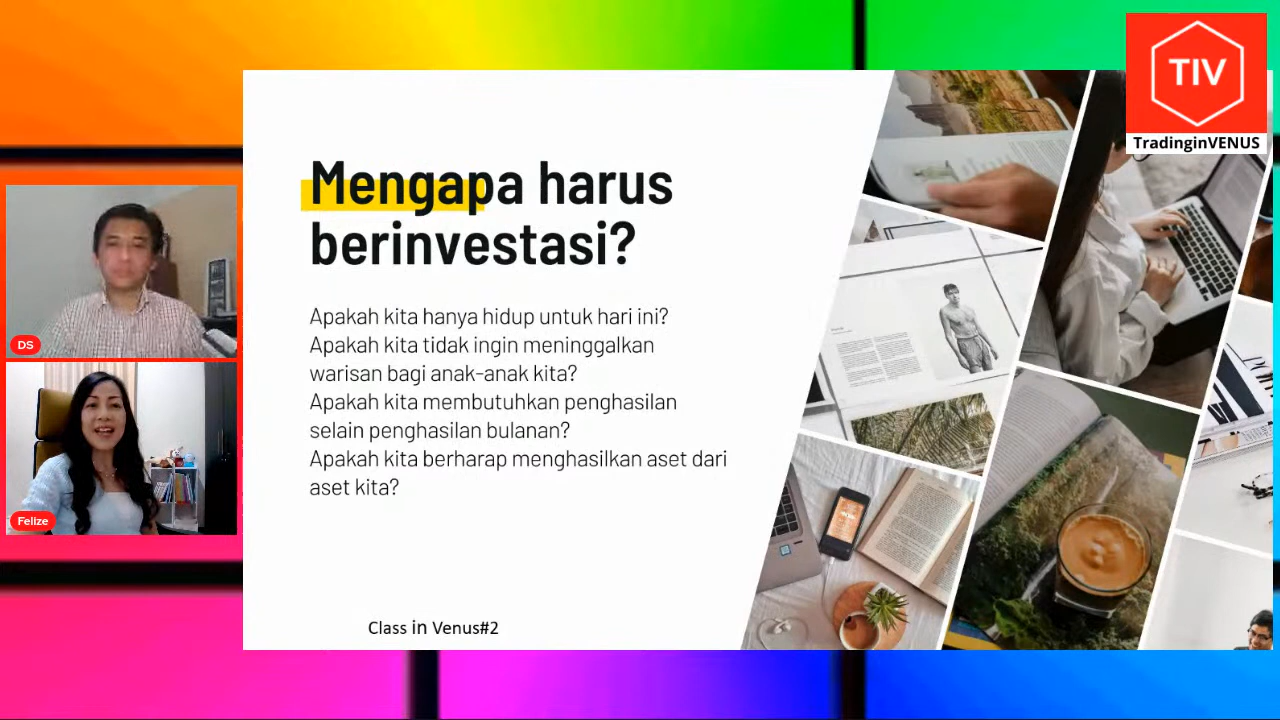 TIV
TradinginVENUS
Mengapa harus
berinvestasi?
Apakah kita hanya hidup untuk hari ini?
Apakah kita tidak ingin meninggalkan
warisan bagi anak-anak kita?
Apakah kita membutuhkan penghasilan
selain penghasilan bulanan?
Apakah kita berharap menghasilkan aset dari
aset kita?
DS
Felize
Class in Venus#2